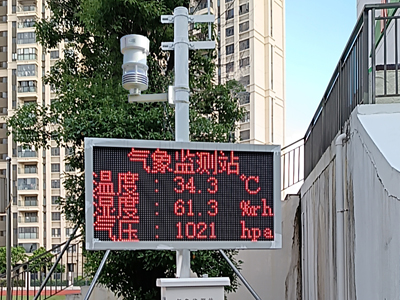 气象监测站
温度：34.3 ℃
湿度：61.3 %rh
气压：1021 hpa